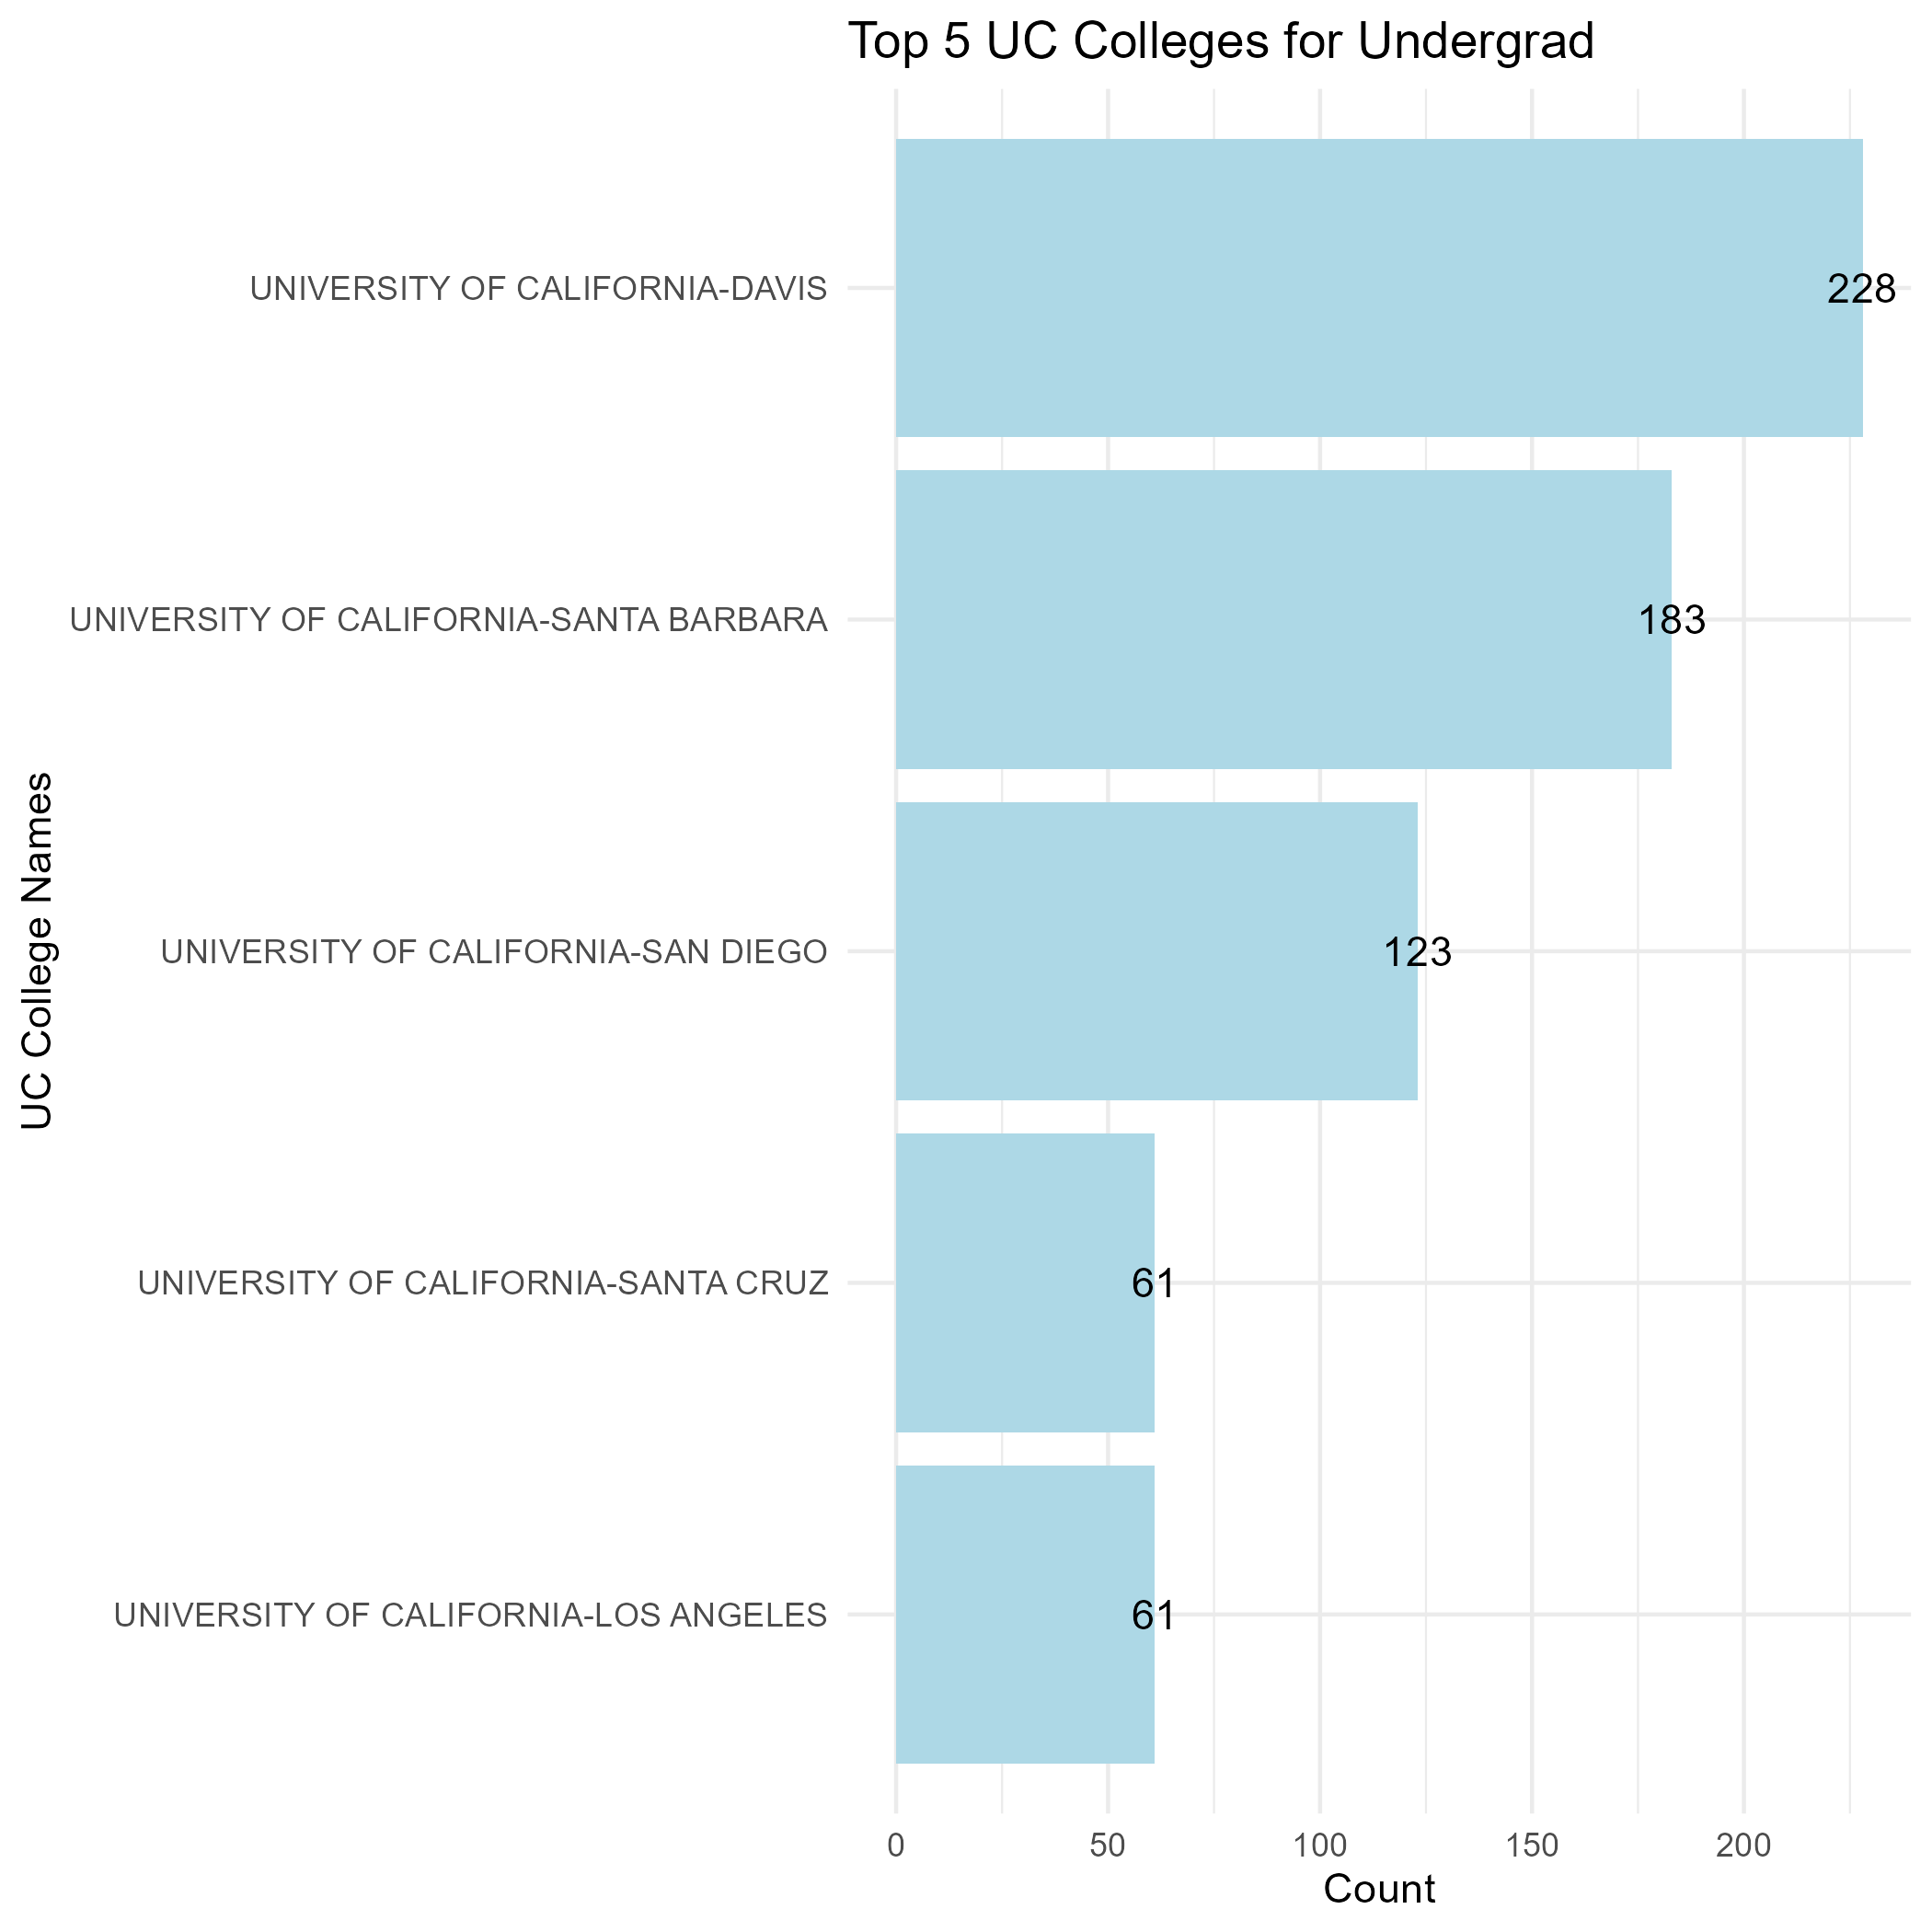 Top 5 UC Colleges for Undergrad
UC College Names
UNIVERSITY OF CALIFORNIA-DAVIS
228
UNIVERSITY OF CALIFORNIA-SANTA BARBARA
183
UNIVERSITY OF CALIFORNIA-SAN DIEGO
123
UNIVERSITY OF CALIFORNIA-SANTA CRUZ
61
UNIVERSITY OF CALIFORNIA-LOS ANGELES
61
0 50 100 150 200
Count